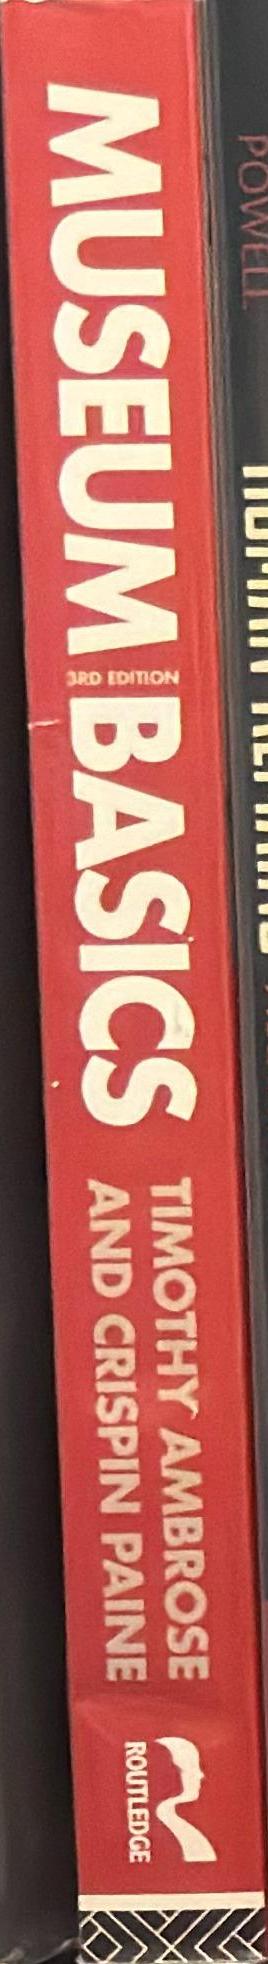 MUSEUM BASICS
3RD EDITION
TIMOTHY AMBROSE
AND CRISPIN PAINE
ROUTLEDGE
POWELL